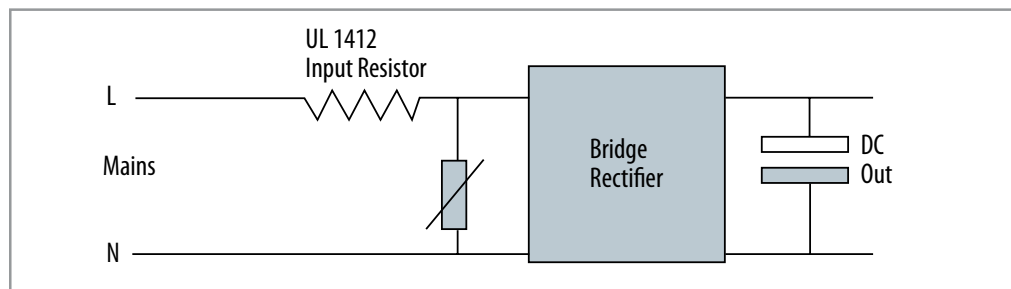 UL 1412
Input Resistor
L
Mains
N
Bridge
Rectifier
DC
Out